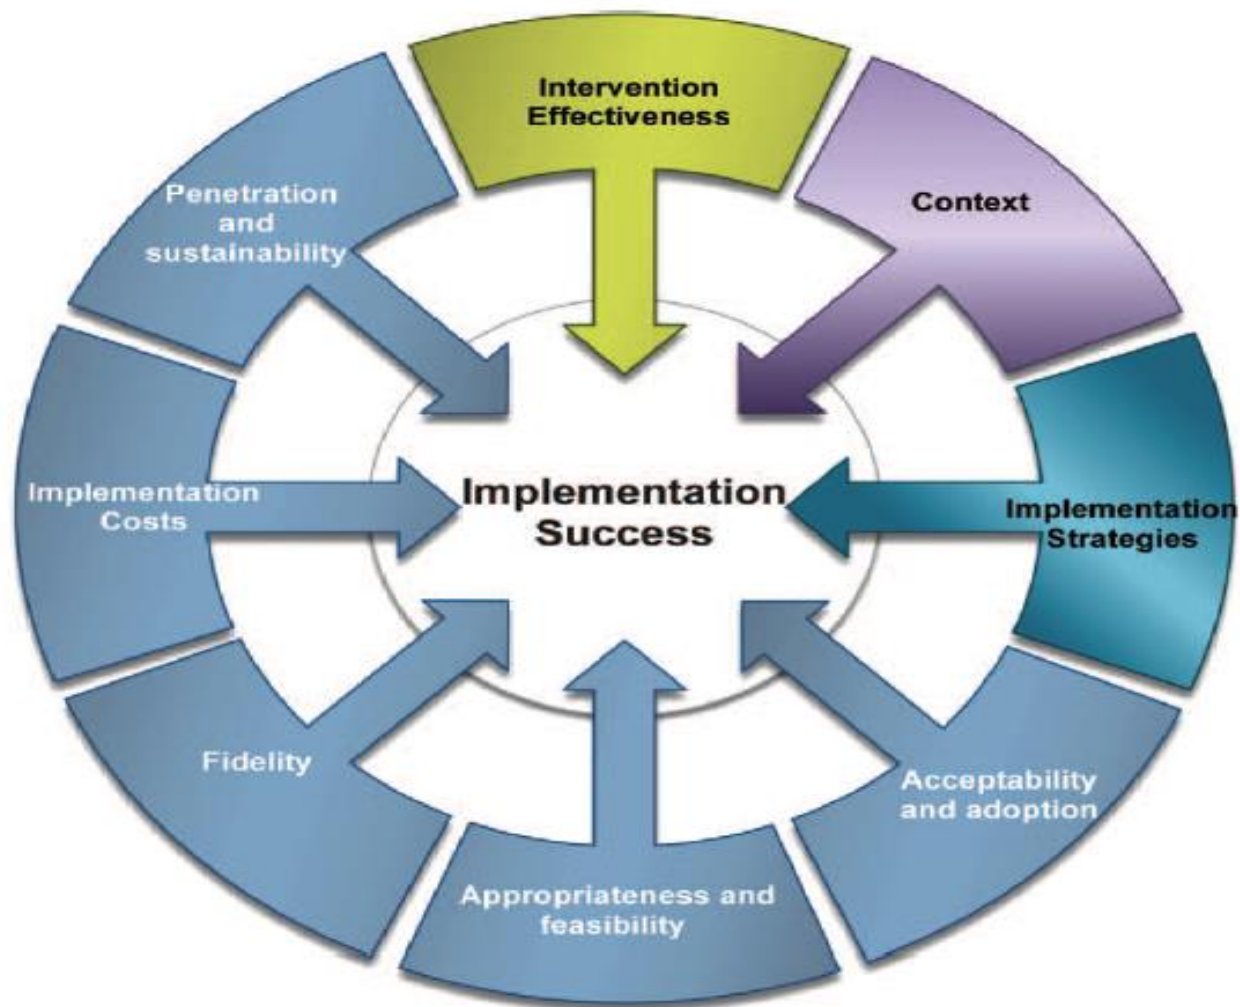 Intervention
Effectiveness
Context
Implementation
Strategies
Acceptability
and adoption
Appropriateness and
feasibility
Fidelity
Implementation
Costs
Penetration
and
sustainability
Implementation
Success